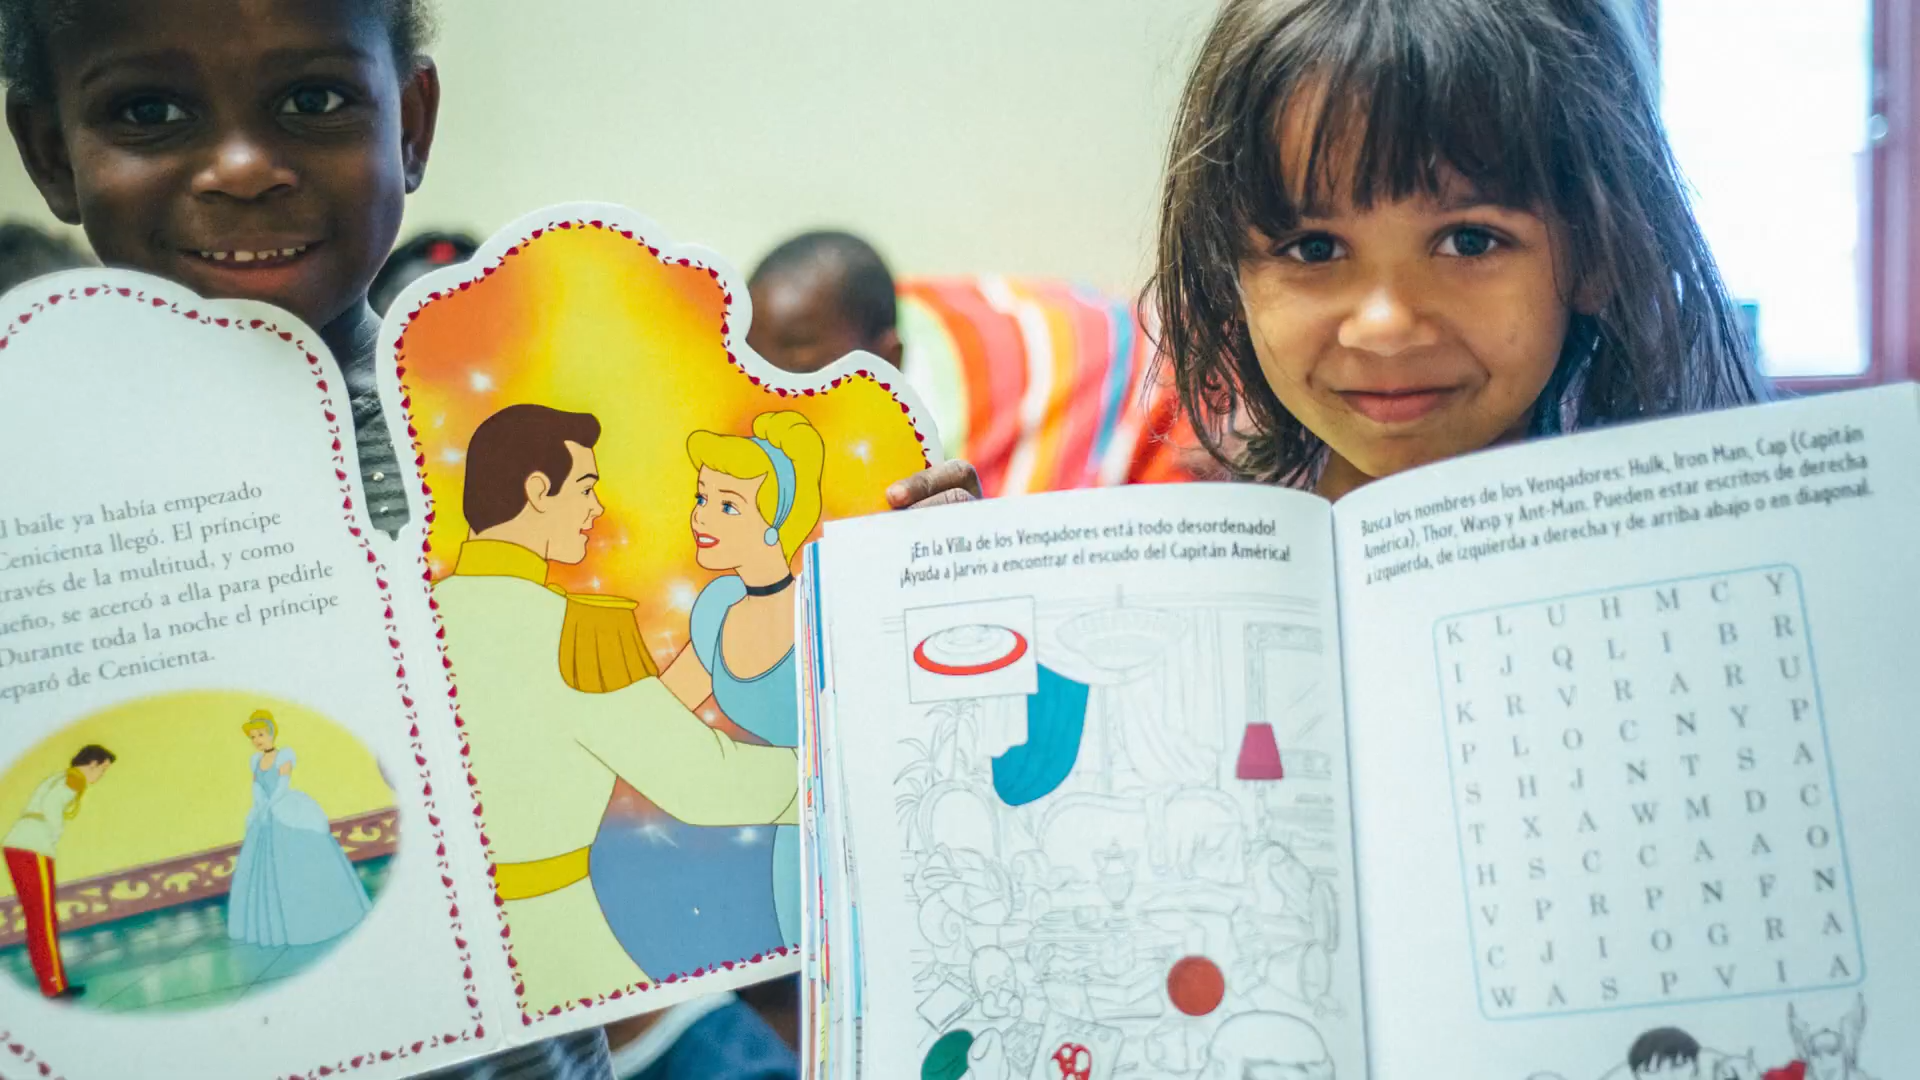 baile ya había empezado
Cenicienta llegó. El príncipe
través de la multitud, y como
se acercó a ella para pedirle
Durante toda la noche el príncipe
eparó de Cenicienta.
¡En la Villa de los Vengadores está todo desordenado!
¡Ayuda a Jarvis a encontrar el escudo del Capitán América!
Busca los nombres de los Vengadores: Hulk, Iron Man, Cap (Capitán
América), Thor, Wasp y Ant-Man. Pueden estar escritos de derecha
a izquierda, de izquierda a derecha y de arriba abajo o en diagonal.
K L U H M C Y
I J Q L I B R
K R V R A R U
P L O C N Y P
S H J N T S A
T X A W M D C
H S C C A A O
V P R P N F N
C J I O G R A
W A S P V I A